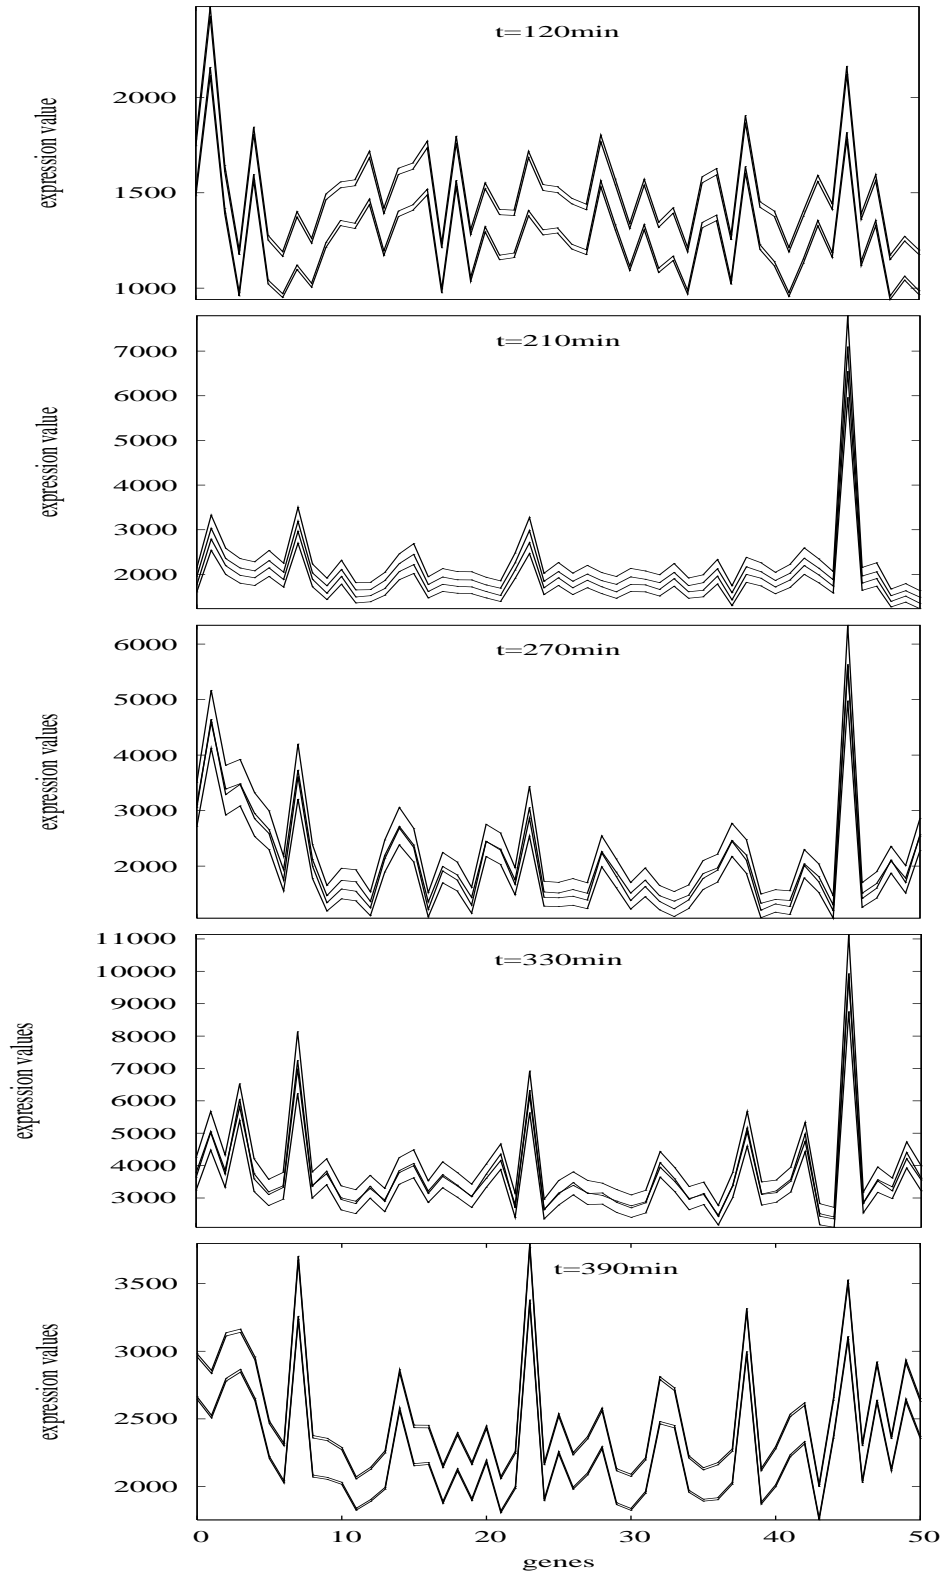 t=120min
expression value
2000
1500
1000
t=210min
expression value
7000
6000
5000
4000
3000
2000
t=270min
expression values
6000
5000
4000
3000
2000
t=330min
expression values
11000
10000
9000
8000
7000
6000
5000
4000
3000
t=390min
expression values
3500
3000
2500
2000
0 10 20 30 40 50
genes